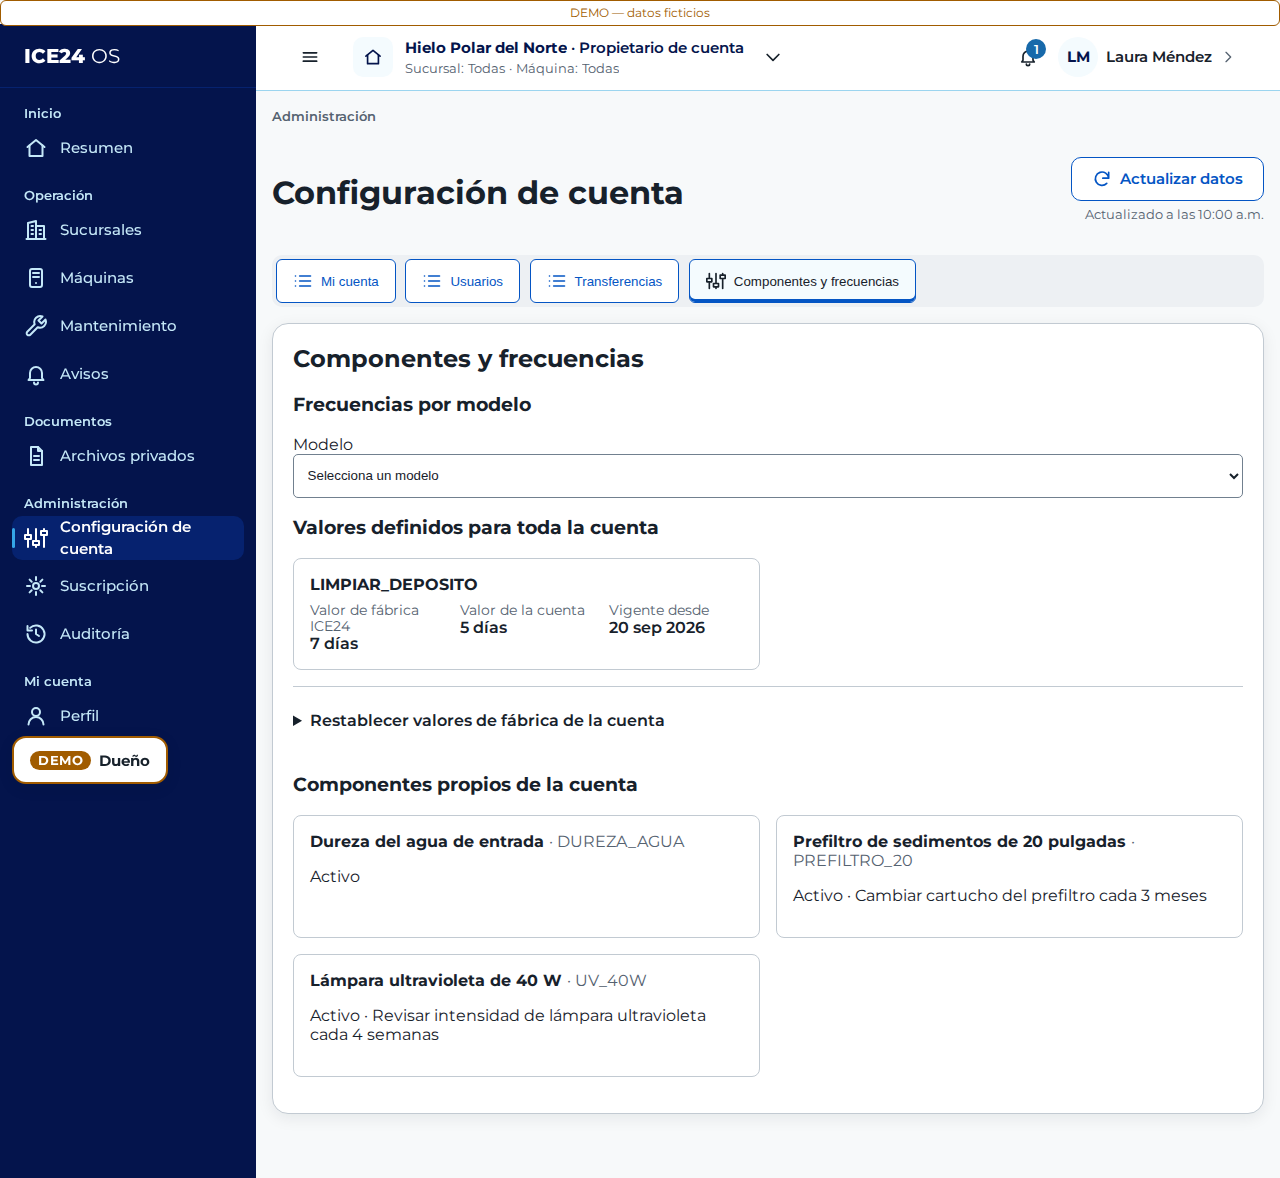 DEMO — datos ficticios
ICE24 OS
Hielo Polar del Norte · Propietario de cuenta
Sucursal: Todas · Máquina: Todas
1
LM
Laura Méndez
Inicio
Resumen
Operación
Sucursales
Máquinas
Mantenimiento
Avisos
Documentos
Archivos privados
Administración
Configuración de
cuenta
Suscripción
Auditoría
Mi cuenta
Perfil
DEMO Dueño
Administración
Configuración de cuenta
Actualizar datos
Actualizado a las 10:00 a.m.
Mi cuenta
Usuarios
Transferencias
Componentes y frecuencias
Componentes y frecuencias
Frecuencias por modelo
Modelo
Selecciona un modelo
Valores definidos para toda la cuenta
LIMPIAR_DEPOSITO
Valor de fábrica
ICE24
7 días
Valor de la cuenta
5 días
Vigente desde
20 sep 2026
Restablecer valores de fábrica de la cuenta
Componentes propios de la cuenta
Dureza del agua de entrada · DUREZA_AGUA
Activo
Prefiltro de sedimentos de 20 pulgadas ·
PREFILTRO_20
Activo · Cambiar cartucho del prefiltro cada 3 meses
Lámpara ultravioleta de 40 W · UV_40W
Activo · Revisar intensidad de lámpara ultravioleta
cada 4 semanas